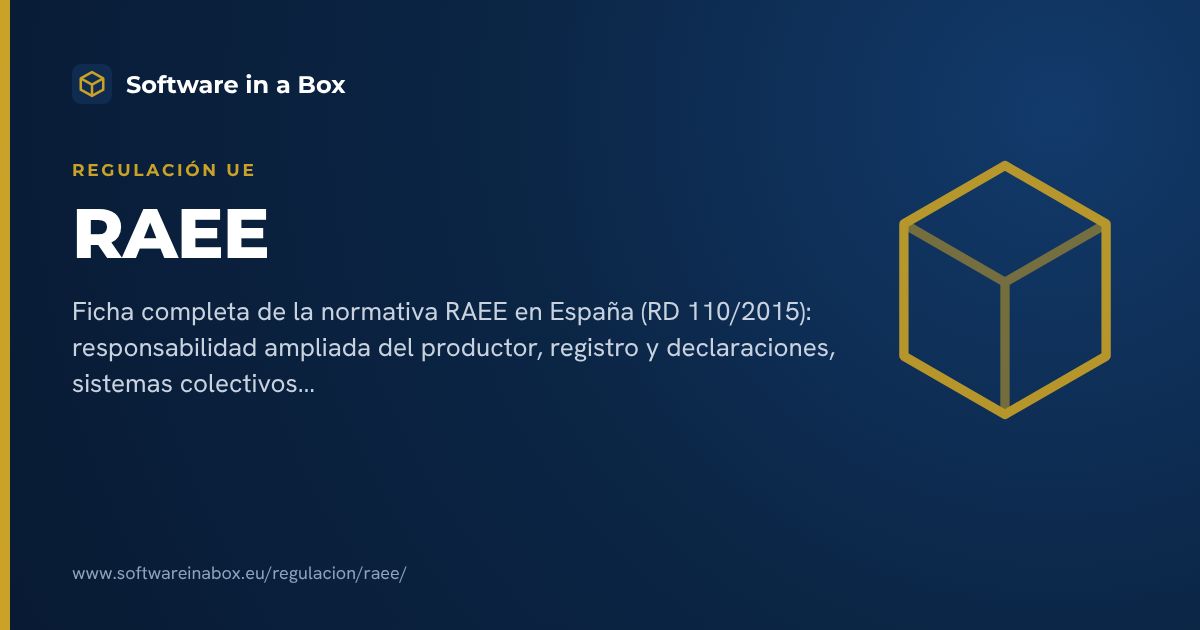 Software in a Box
REGULACIÓN UE
RAEE
Ficha completa de la normativa RAEE en España (RD 110/2015):
responsabilidad ampliada del productor, registro y declaraciones,
sistemas colectivos...
www.softwareinabox.eu/regulacion/raee/